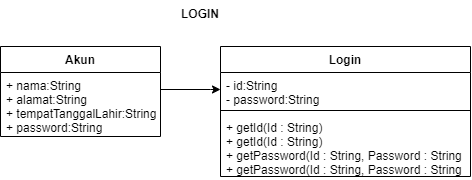 LOGIN
Akun
+ nama:String
+ alamat:String
+ tempatTanggalLahir:String
+ password:String
Login
- id:String
- password:String
+ getId(Id : String)
+ getId(Id : String)
+ getPassword(Id : String, Password : String
+ getPassword(Id : String, Password : String